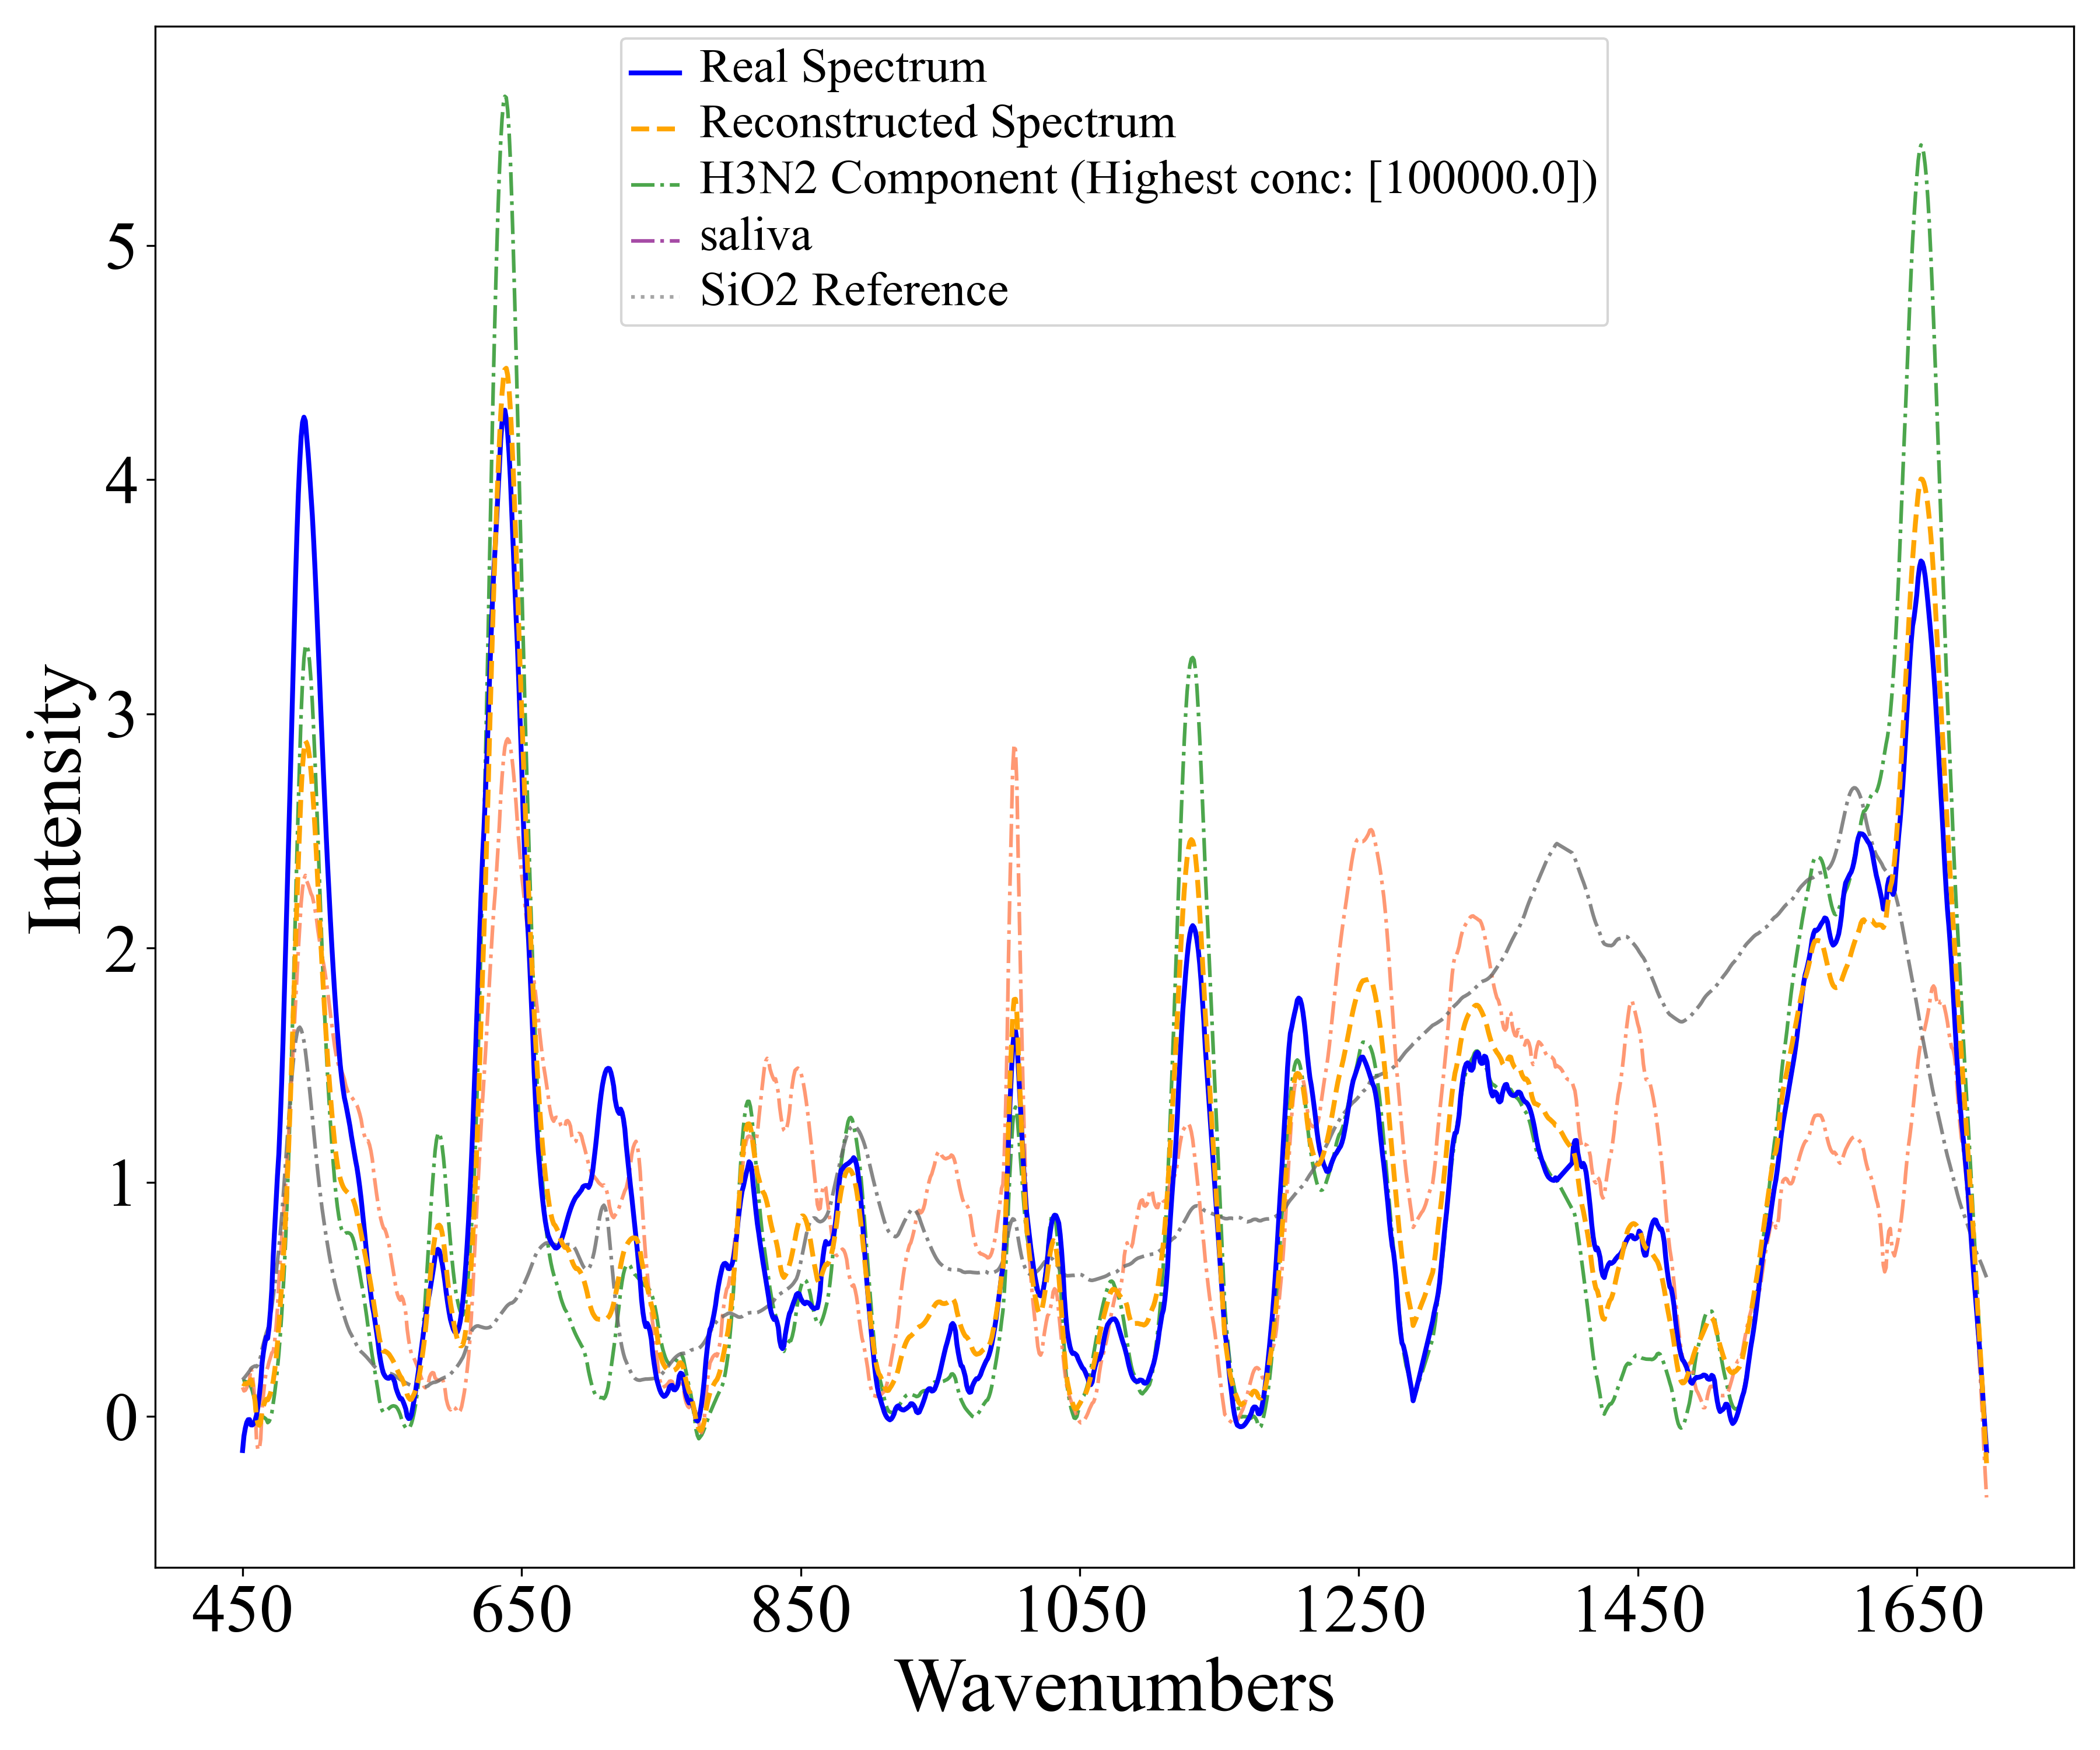 Real Spectrum
Reconstructed Spectrum
H3N2 Component (Highest conc: [100000.0])
saliva
SiO2 Reference
Intensity
5
4
3
2
1
0
450 650 850 1050 1250 1450 1650
Wavenumbers